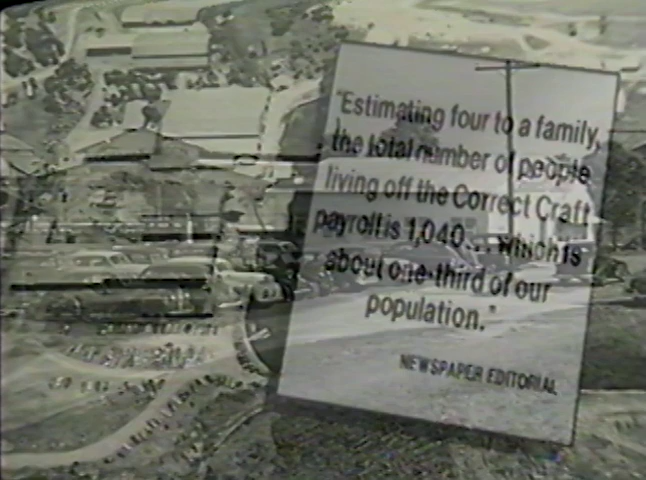 "Estimating four to a family,
the total number of people
living off the Correct Craft
payroll is 1,040... which is
about one-third of our
population."
NEWSPAPER EDITORIAL